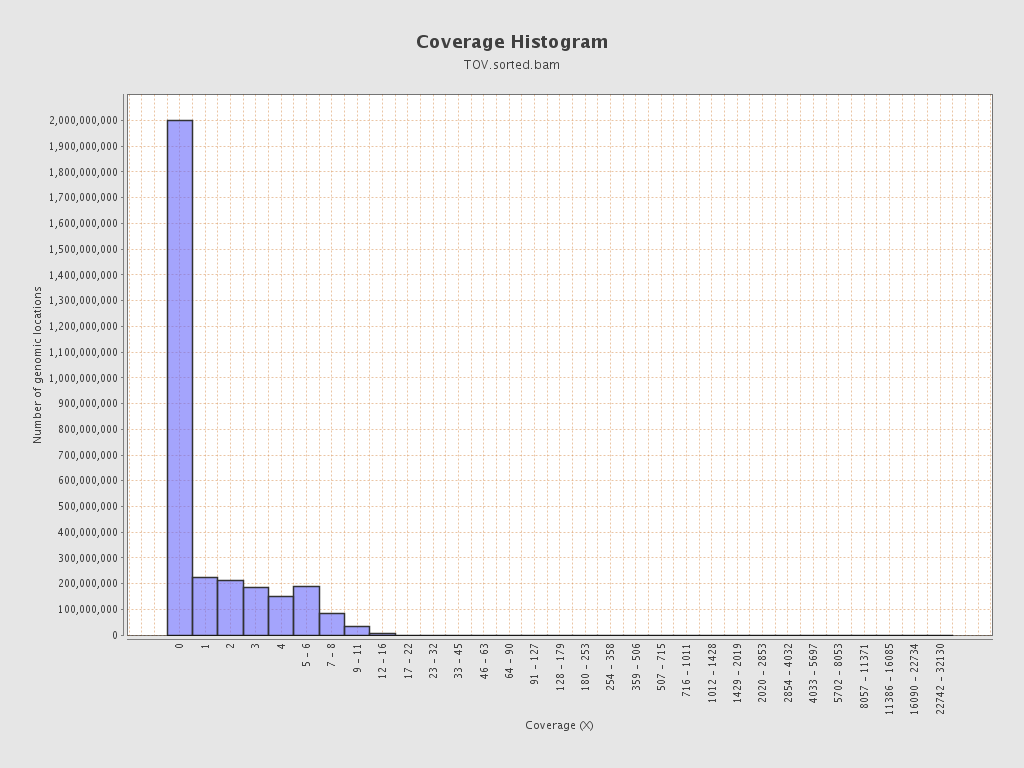 Coverage Histogram
TOV.sorted.bam
Number of genomic locations
2,000,000,000
1,900,000,000
1,800,000,000
1,700,000,000
1,600,000,000
1,500,000,000
1,400,000,000
1,300,000,000
1,200,000,000
1,100,000,000
1,000,000,000
900,000,000
800,000,000
700,000,000
600,000,000
500,000,000
400,000,000
300,000,000
200,000,000
100,000,000
0
0
1
2
3
4
5 - 6
7 - 8
9 - 11
12 - 16
17 - 22
23 - 32
33 - 45
46 - 63
64 - 90
91 - 127
128 - 179
180 - 253
254 - 358
359 - 506
507 - 715
716 - 1011
1012 - 1428
1429 - 2019
2020 - 2853
2854 - 4032
4033 - 5697
5702 - 8053
8057 - 11371
11386 - 16085
16090 - 22734
22742 - 32130
Coverage (X)